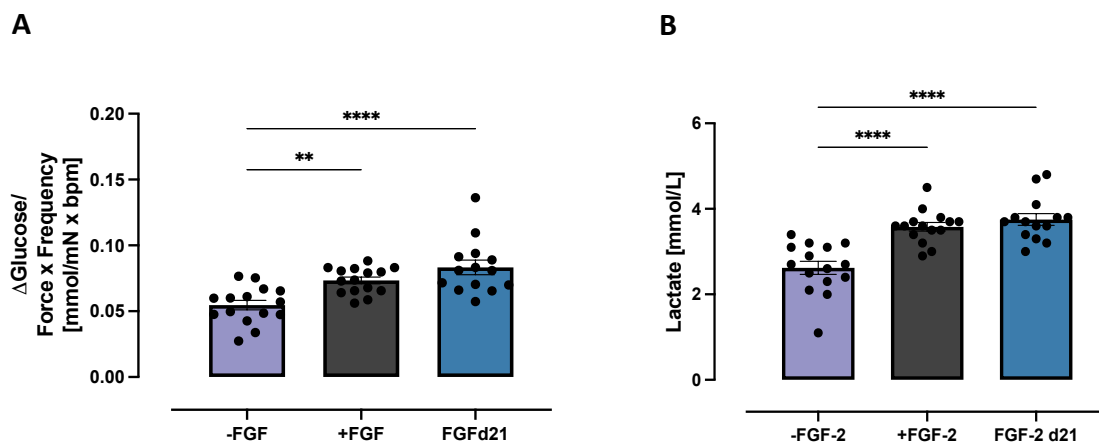 A
ΔGlucose/
Force x Frequency
[mmol/mN x bpm]
0.20
0.15
0.10
0.05
0.00
****
**
-FGF
+FGF
FGFd21
B
Lactate [mmol/L]
6
4
2
0
****
****
-FGF-2
+FGF-2
FGF-2 d21